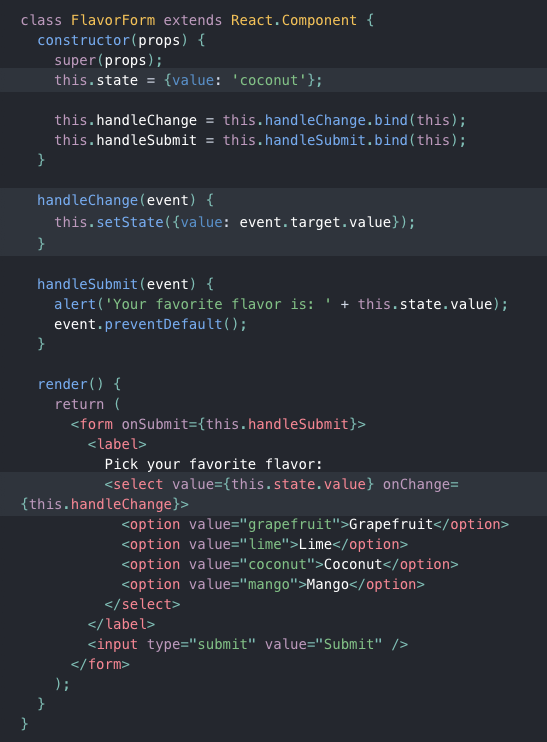 class FlavorForm extends React.Component {
  constructor(props) {
    super(props);
    this.state = {value: 'coconut'};

    this.handleChange = this.handleChange.bind(this);
    this.handleSubmit = this.handleSubmit.bind(this);
  }

  handleChange(event) {
    this.setState({value: event.target.value});
  }

  handleSubmit(event) {
    alert('Your favorite flavor is: ' + this.state.value);
    event.preventDefault();
  }

  render() {
    return (
      <form onSubmit={this.handleSubmit}>
        <label>
          Pick your favorite flavor:
          <select value={this.state.value} onChange=
{this.handleChange}>
            <option value="grapefruit">Grapefruit</option>
            <option value="lime">Lime</option>
            <option value="coconut">Coconut</option>
            <option value="mango">Mango</option>
          </select>
        </label>
        <input type="submit" value="Submit" />
      </form>
    );
  }
}